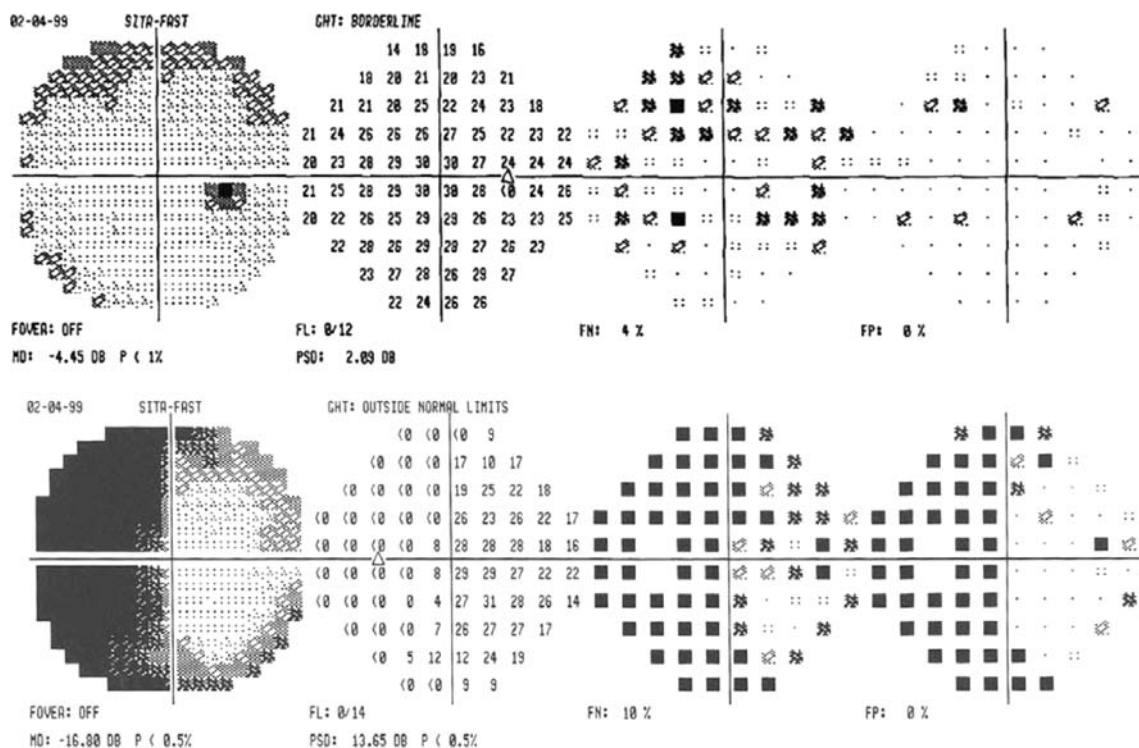 02-04-99 SITA-FAST GHT: BORDERLINE
14 18 19 16
18 20 21 20 23 21
21 21 20 25 22 24 23 18
21 24 26 26 26 27 25 22 23 22
20 23 28 29 30 30 27 24 24 24
21 25 28 29 30 30 28 (0 24 26
20 22 26 25 29 29 26 23 23 25
22 28 26 29 28 27 26 23
23 27 28 26 29 27
22 24 26 26
FOVEA: OFF FL: 0/12 FN: 4 % FP: 0 %
MD: -4.45 DB P < 1% PSD: 2.09 DB
02-04-99 SITA-FAST GHT: OUTSIDE NORMAL LIMITS
(0 (0 (0 9
(0 (0 (0 17 10 17
(0 (0 (0 (0 19 25 22 18
(0 (0 (0 (0 (0 26 23 26 22 17
(0 (0 (0 (0 8 28 28 28 18 16
(0 (0 (0 (0 8 29 29 27 22 22
(0 (0 (0 0 4 27 31 28 26 14
(0 (0 (0 7 26 27 27 17
(0 5 12 12 24 19
(0 (0 9 9
FOVEA: OFF FL: 0/14 FN: 10 % FP: 0 %
MD: -16.80 DB P < 0.5% PSD: 13.65 DB P < 0.5%